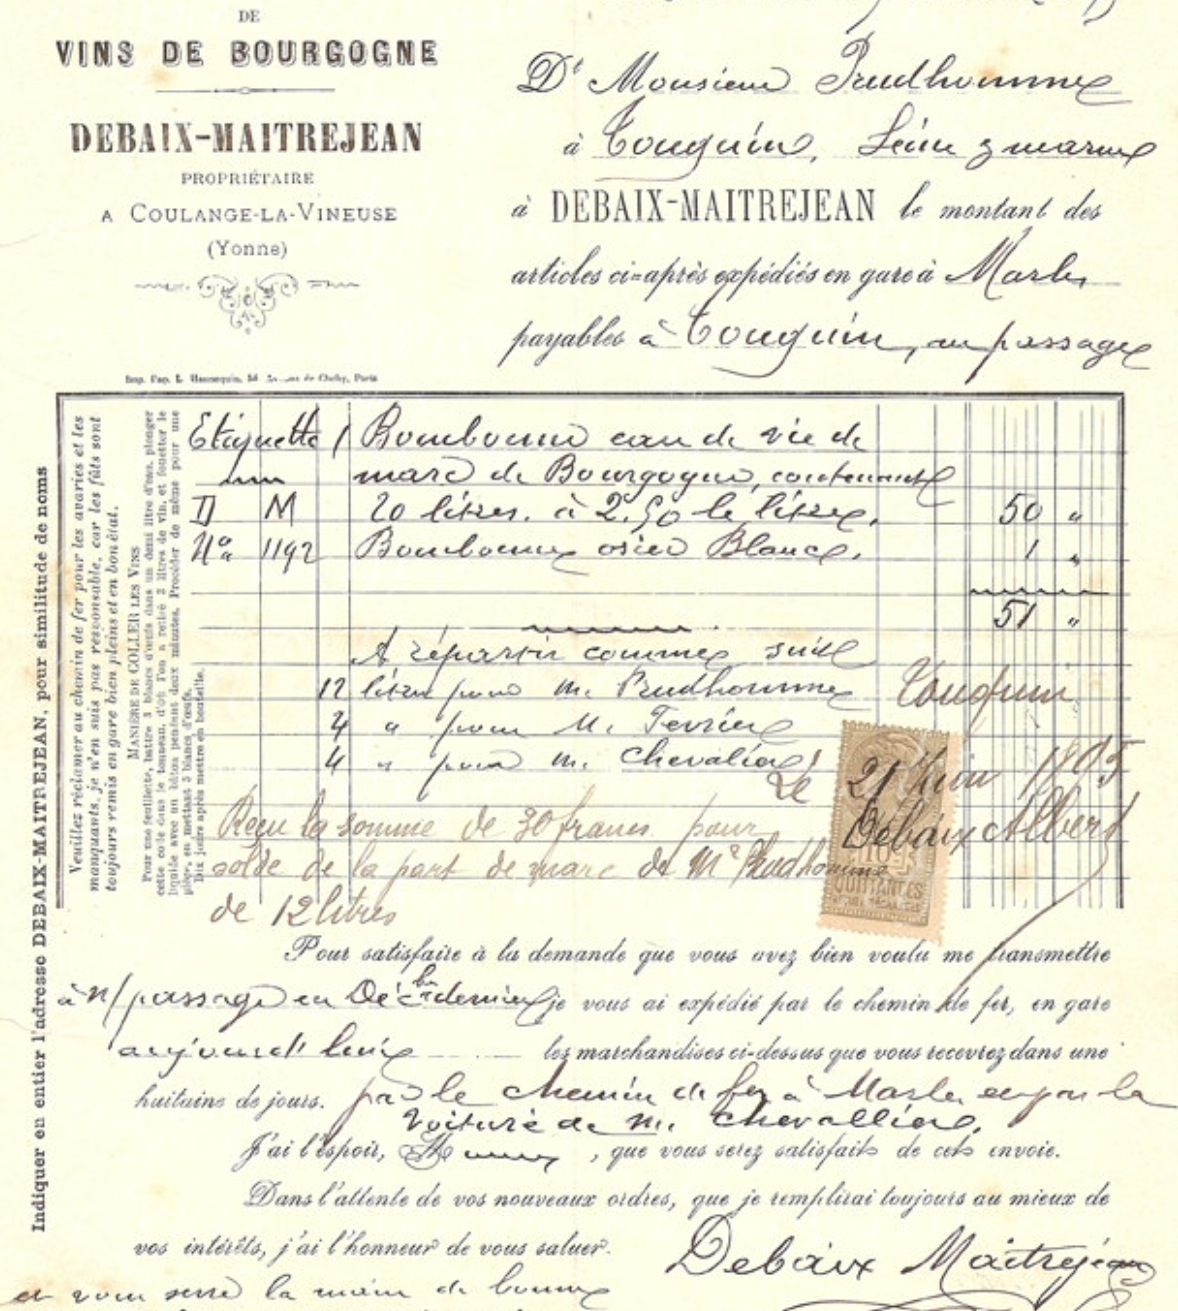 DE
VINS DE BOURGOGNE
DEBAIX-MAITREJEAN
PROPRIÉTAIRE
A COULANGE-LA-VINEUSE
(Yonne)
Imp. Pap. L. Hennequin, de Clichy, Paris
Dt Monsieur Prudhomme
à Touquin, Seine & marne
à DEBAIX-MAITREJEAN le montant des
articles ci-après expédiés en gare à Marles
payables à Touquin, au passage
Indiquer en entier l'adresse DEBAIX-MAITREJEAN, pour similitude de noms
Veuillez réclamer au chemin de fer pour les avaries et les
manquants, je n'en suis pas responsable, car les fûts sont
toujours remis en gare bien pleins et en bon état.
MANIÈRE DE COLLER LES VINS
Pour une feuillette, battre 3 blancs d'œufs dans un demi litre d'eau, plonger
cette colle dans le tonneau, d'où l'on a retiré 2 litres de vin, et fouetter le
liquide avec un bâton pendant deux minutes. Procéder de même pour une
pièce, en mettant 5 blancs d'œufs.
Dix jours après mettre en bouteille.
Etiquette 1 Bombonne eau de vie de
marc de Bourgogne, contenant
D M 20 litres. à 2.50 le litre. 50 "
No 1192 Bombonne osier Blanc. 1 "
51 "
A répartir comme suit
12 litres pour M. Prudhomme Touquin
4 " pour M. Ferrier
4 " pour M. Chevalier
Le 21 Juin 1895
Debaix Albert
Reçu la somme de 30 francs pour
solde de la part de marc de Mr Prudhomme
de 12 litres
10c
QUITTANCES
Pour satisfaire à la demande que vous avez bien voulu me transmettre
à n/ passage en Décbre dernier je vous ai expédié par le chemin de fer, en gare
aujourd'hui les marchandises ci-dessus que vous recevrez dans une
huitaine de jours. par le chemin de fer à Marles et par la
voiture de M. Chevallier.
J'ai l'espoir, , que vous serez satisfait de cet envoie.
Dans l'attente de vos nouveaux ordres, que je remplirai toujours au mieux de
vos intérêts, j'ai l'honneur de vous saluer.
Debaix Maitrejean
et vous serre la main de bonne